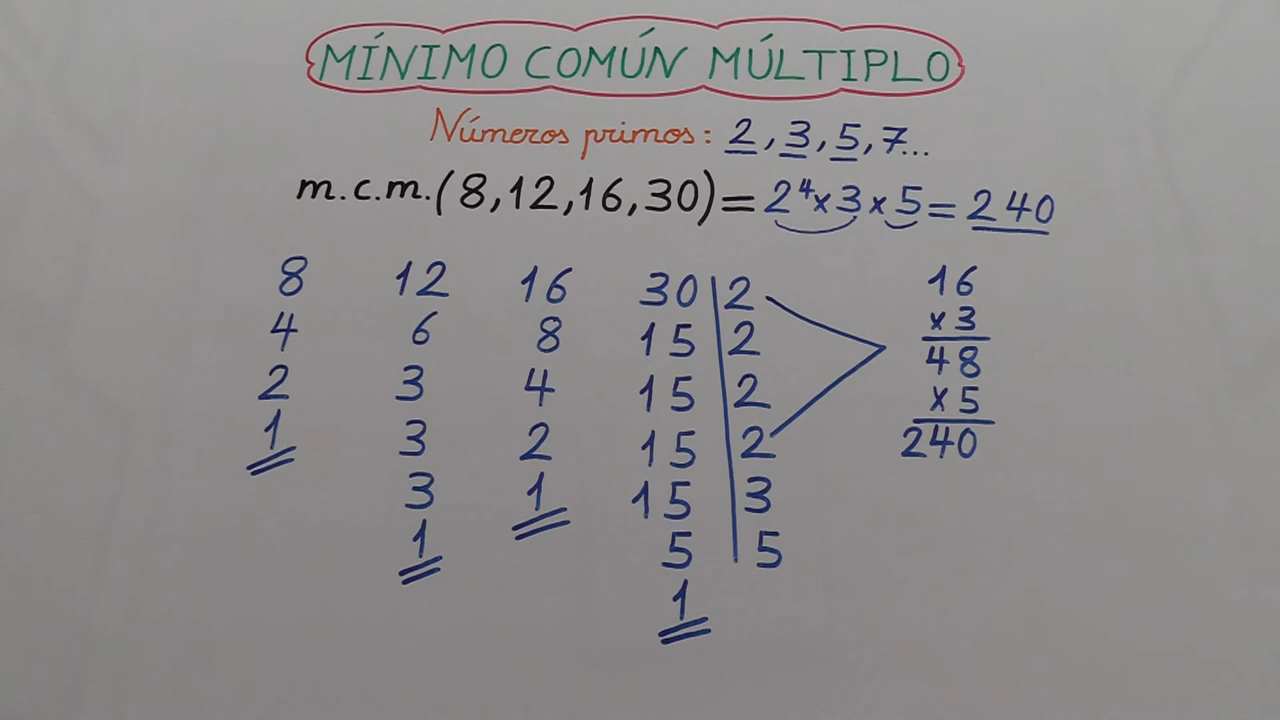 MÍNIMO COMÚN MÚLTIPLO
Números primos: 2, 3, 5, 7...
m.c.m.(8,12,16,30)=2⁴x3x5=240
8 12 16 30 2
4 6 8 15 2
2 3 4 15 2
1 3 2 15 2
3 1 15 3
1 5 5
1
16
x3
48
x5
240